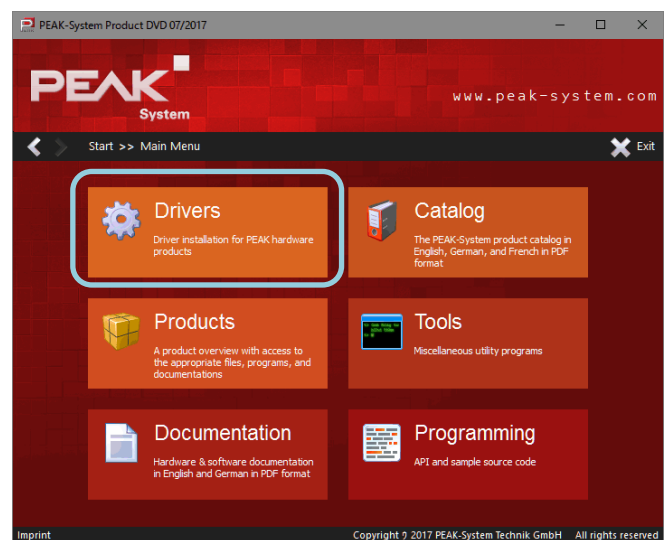 PEAK-System Product DVD 07/2017
PEAK
System
www.peak-system.com
Start >> Main Menu
Exit
Drivers
Driver installation for PEAK hardware
products
Catalog
The PEAK-System product catalog in
English, German, and French in PDF
format
Products
A product overview with access to
the appropriate files, programs, and
documentations
Tools
Miscellaneous utility programs
Documentation
Hardware & software documentation
in English and German in PDF format
Programming
API and sample source code
Imprint
Copyright 2017 PEAK-System Technik GmbH
All rights reserved